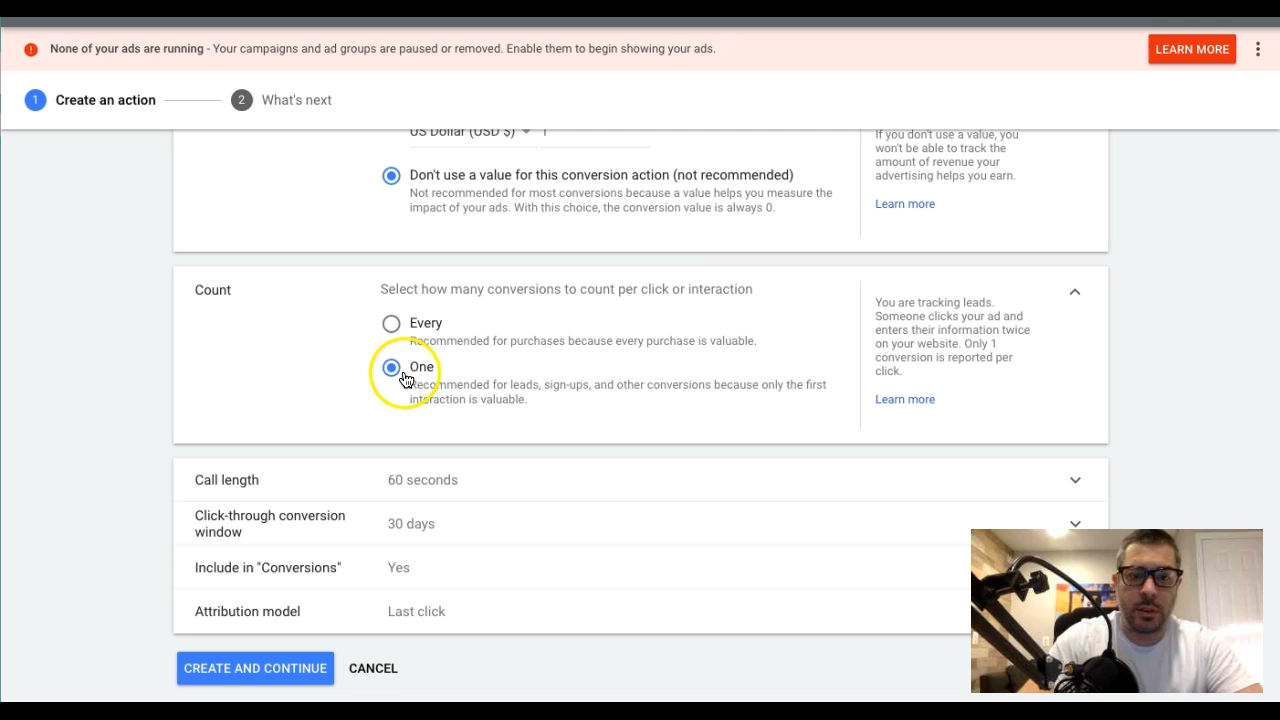 None of your ads are running - Your campaigns and ad groups are paused or removed. Enable them to begin showing your ads.
LEARN MORE
1 Create an action
2 What's next
US Dollar (USD $) 1
If you don't use a value, you
won't be able to track the
amount of revenue your
advertising helps you earn.
Learn more
Don't use a value for this conversion action (not recommended)
Not recommended for most conversions because a value helps you measure the
impact of your ads. With this choice, the conversion value is always 0.
Count
Select how many conversions to count per click or interaction
Every
Recommended for purchases because every purchase is valuable.
One
Recommended for leads, sign-ups, and other conversions because only the first
interaction is valuable.
You are tracking leads.
Someone clicks your ad and
enters their information twice
on your website. Only 1
conversion is reported per
click.
Learn more
Call length 60 seconds
Click-through conversion
window
30 days
Include in "Conversions" Yes
Attribution model Last click
CREATE AND CONTINUE CANCEL